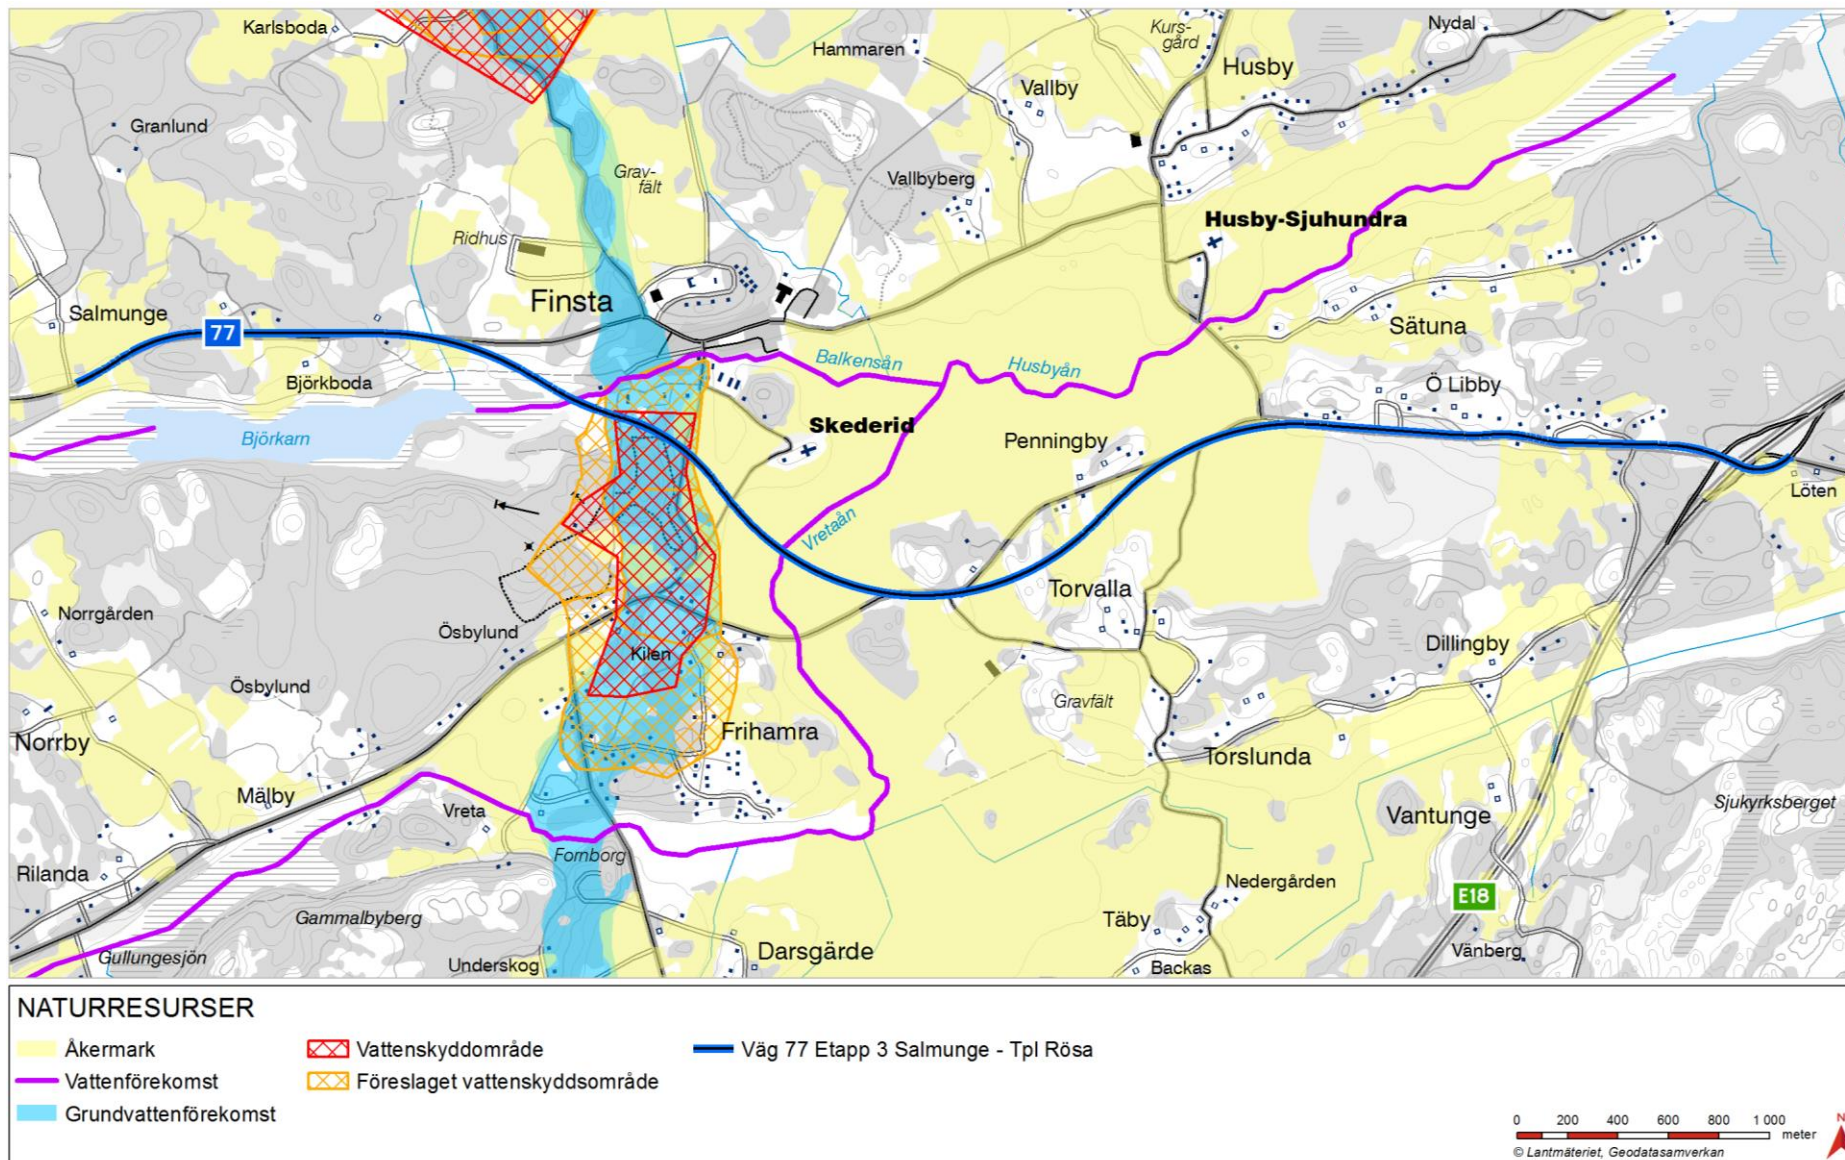 Karlsboda
Hammaren
Kurs-
gård
Nydal
Husby
Vallby
Granlund
Grav-
fält
Vallbyberg
Husby-Sjuhundra
Ridhus
Finsta
Salmunge
77
Sätuna
Björkboda
Balkensån
Husbyån
Ö Libby
Björkarn
Skederid
Penningby
Löten
Vretaån
Norrgården
Torvalla
Ösbylund
Kilen
Dillingby
Ösbylund
Gravfält
Norrby
Frihamra
Torslunda
Mälby
Vreta
Vantunge
Sjukyrksberget
Fornborg
Rilanda
Nedergården
E18
Gammalbyberg
Täby
Darsgärde
Vänberg
Gullungesjön
Underskog
Backas
NATURRESURSER
Åkermark
Vattenskyddområde
Väg 77 Etapp 3 Salmunge - Tpl Rösa
Vattenförekomst
Föreslaget vattenskyddsområde
Grundvattenförekomst
0 200 400 600 800 1 000
meter
N
© Lantmäteriet, Geodatasamverkan